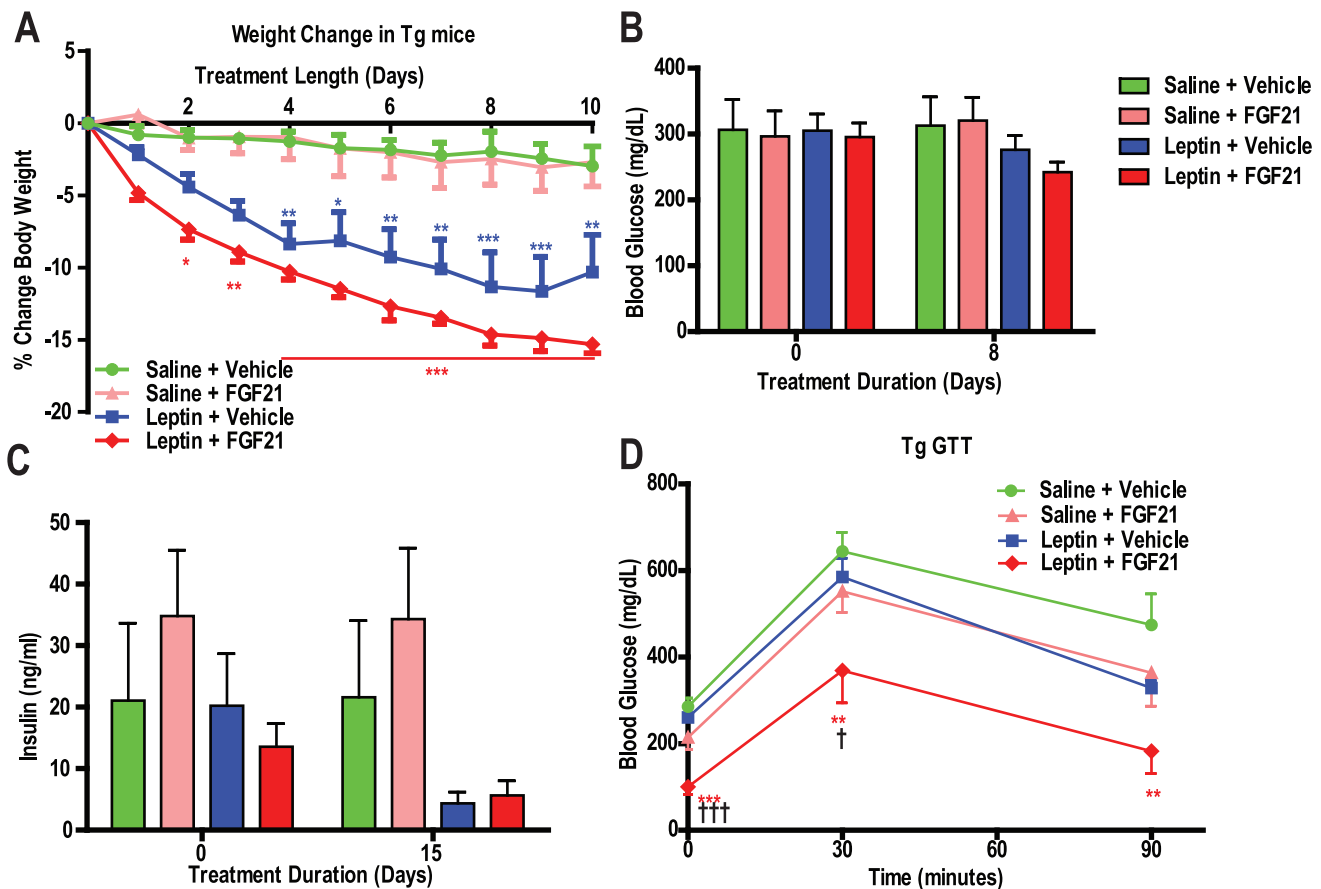 A
Weight Change in Tg mice
Treatment Length (Days)
2 4 6 8 10
5
0
-5
-10
-15
-20
% Change Body Weight
** * ** ** *** *** **
* **
***
Saline + Vehicle
Saline + FGF21
Leptin + Vehicle
Leptin + FGF21
B
400
300
200
100
0
Blood Glucose (mg/dL)
0 8
Treatment Duration (Days)
Saline + Vehicle
Saline + FGF21
Leptin + Vehicle
Leptin + FGF21
C
50
40
30
20
10
0
Insulin (ng/ml)
0 15
Treatment Duration (Days)
D
Tg GTT
800
600
400
200
0
Blood Glucose (mg/dL)
Saline + Vehicle
Saline + FGF21
Leptin + Vehicle
Leptin + FGF21
**
†
***
†††
**
0 30 60 90
Time (minutes)